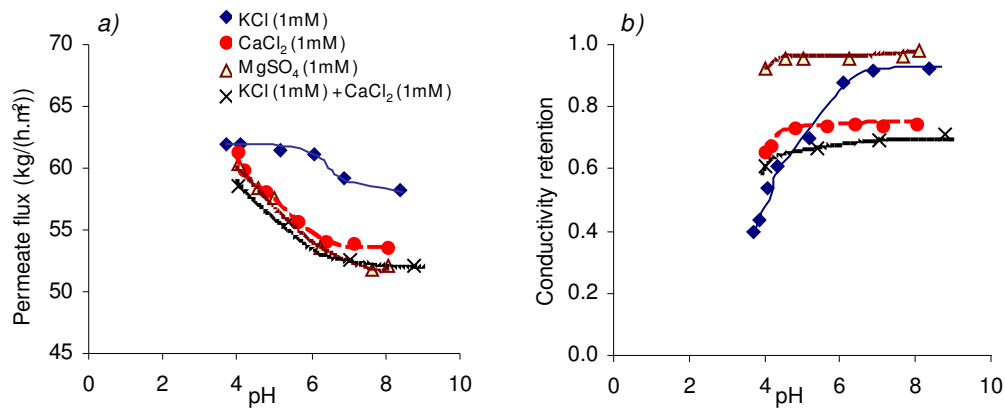 a)
KCl (1mM)
CaCl2 (1mM)
MgSO4 (1mM)
KCl (1mM) + CaCl2 (1mM)
Permeate flux (kg/(h.m²))
70
65
60
55
50
45
0
2
4
6
8
10
pH
b)
Conductivity retention
1.0
0.8
0.6
0.4
0.2
0.0
0
2
4
6
8
10
pH